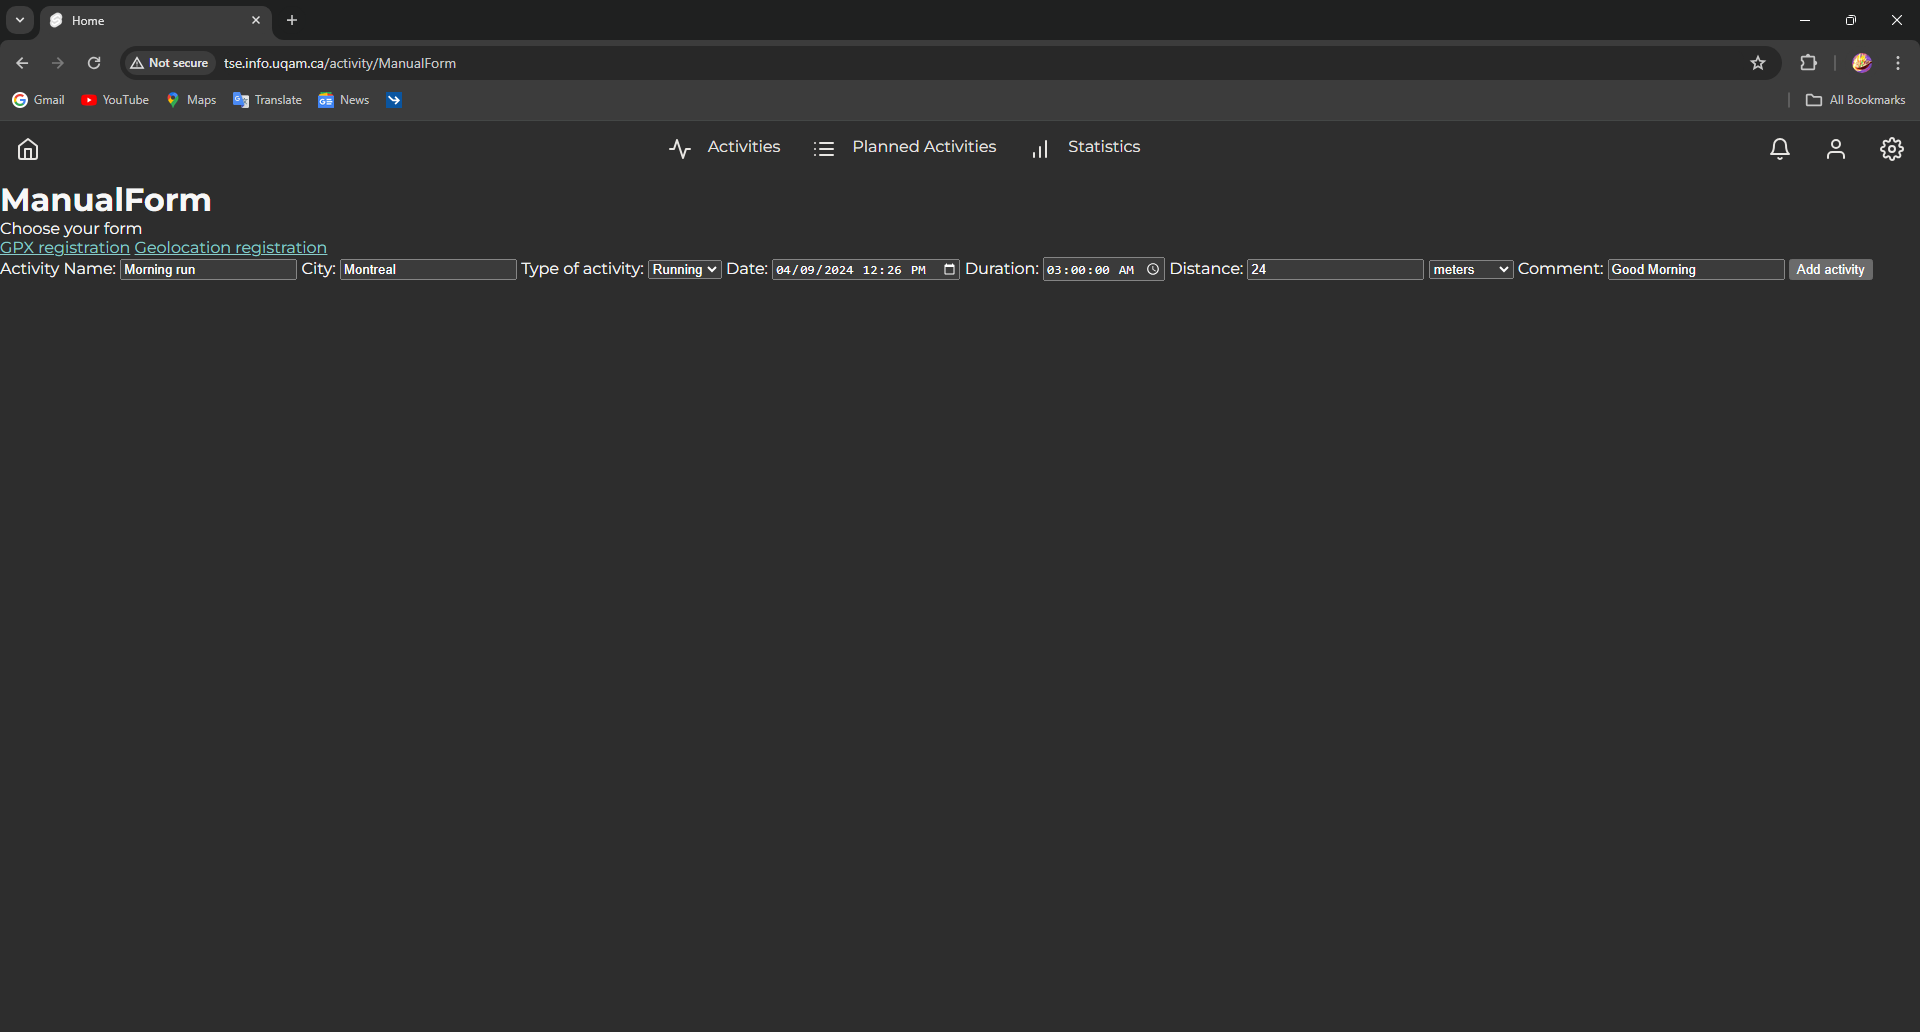 Home
Not secure tse.info.uqam.ca/activity/ManualForm
Gmail YouTube Maps Translate News All Bookmarks
Activities Planned Activities Statistics
ManualForm
Choose your form
GPX registration Geolocation registration
Activity Name: Morning run City: Montreal Type of activity: Running Date: 04/09/2024 12:26 PM Duration: 03:00:00 AM Distance: 24 meters Comment: Good Morning Add activity